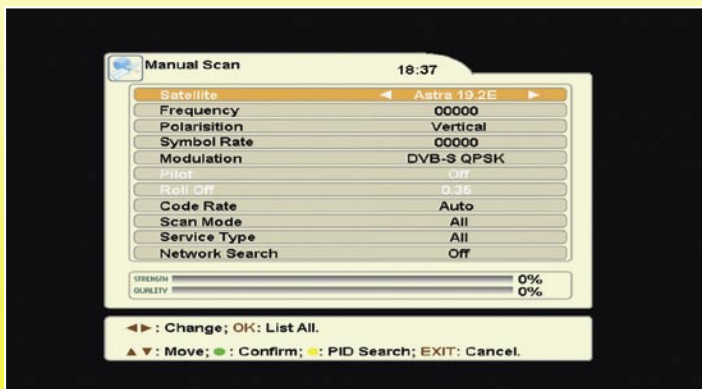 Manual Scan 18:37
Satellite ◀ Astra 19.2E ▶
Frequency 00000
Polarisition Vertical
Symbol Rate 00000
Modulation DVB-S QPSK
Pilot Off
Roll Off 0.35
Code Rate Auto
Scan Mode All
Service Type All
Network Search Off
STRENGTH 0%
QUALITY 0%
◀▶: Change; OK: List All.
▲▼: Move; ●: Confirm; ●: PID Search; EXIT: Cancel.